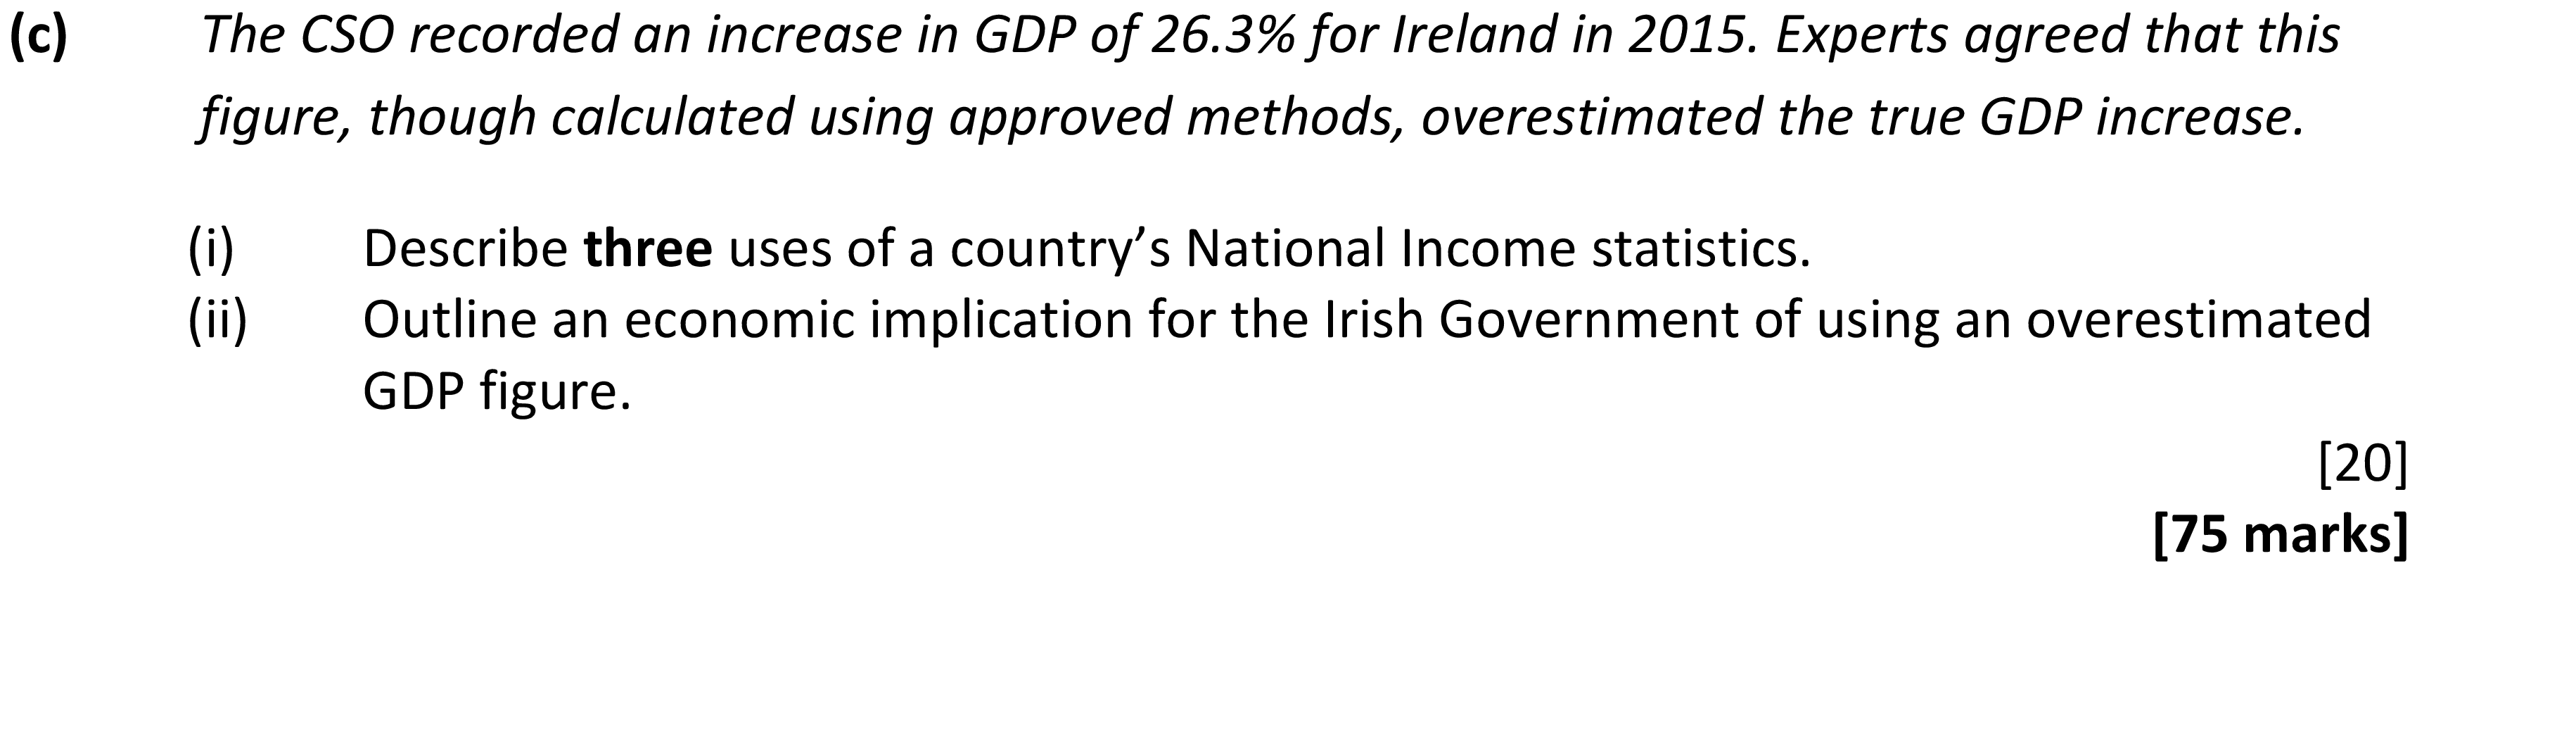 (c) The CSO recorded an increase in GDP of 26.3% for Ireland in 2015. Experts agreed that this
figure, though calculated using approved methods, overestimated the true GDP increase.
(i) Describe three uses of a country’s National Income statistics.
(ii) Outline an economic implication for the Irish Government of using an overestimated
GDP figure.
[20]
[75 marks]